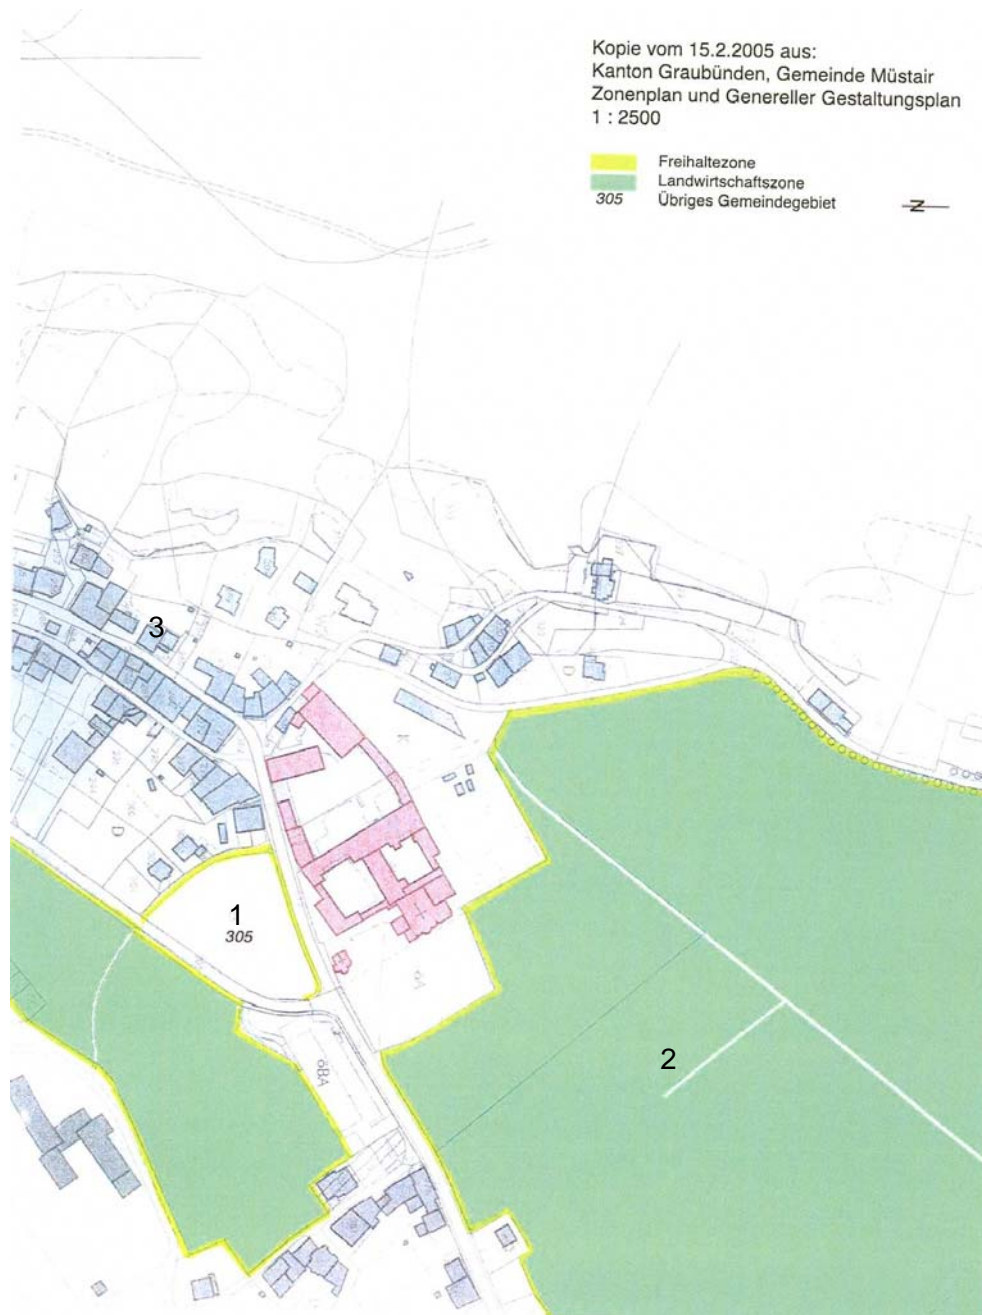 Kopie vom 15.2.2005 aus:
Kanton Graubünden, Gemeinde Müstair
Zonenplan und Genereller Gestaltungsplan
1 : 2500
Freihaltezone
Landwirtschaftszone
305 Übriges Gemeindegebiet
N
3
D
K
D
1
305
2
öBA